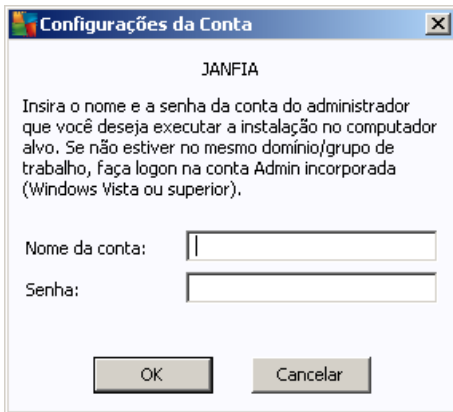 Configurações da Conta
JANFIA
Insira o nome e a senha da conta do administrador
que você deseja executar a instalação no computador
alvo. Se não estiver no mesmo domínio/grupo de
trabalho, faça logon na conta Admin incorporada
(Windows Vista ou superior).
Nome da conta:
Senha:
OK Cancelar